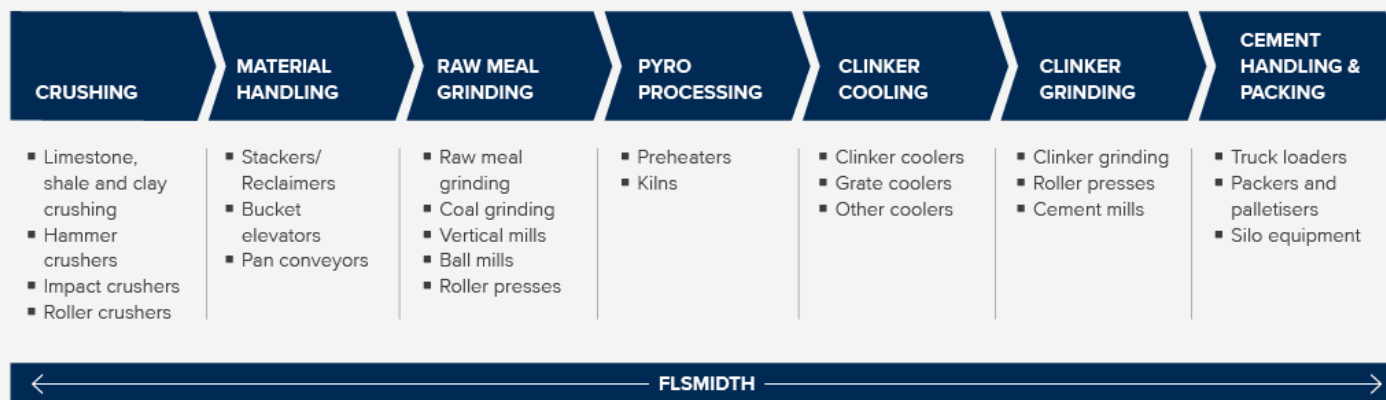 CRUSHING
MATERIAL
HANDLING
RAW MEAL
GRINDING
PYRO
PROCESSING
CLINKER
COOLING
CLINKER
GRINDING
CEMENT
HANDLING &
PACKING
▪ Limestone,
shale and clay
crushing
▪ Hammer
crushers
▪ Impact crushers
▪ Roller crushers
▪ Stackers/
Reclaimers
▪ Bucket
elevators
▪ Pan conveyors
▪ Raw meal
grinding
▪ Coal grinding
▪ Vertical mills
▪ Ball mills
▪ Roller presses
▪ Preheaters
▪ Kilns
▪ Clinker coolers
▪ Grate coolers
▪ Other coolers
▪ Clinker grinding
▪ Roller presses
▪ Cement mills
▪ Truck loaders
▪ Packers and
palletisers
▪ Silo equipment
FLSMIDTH